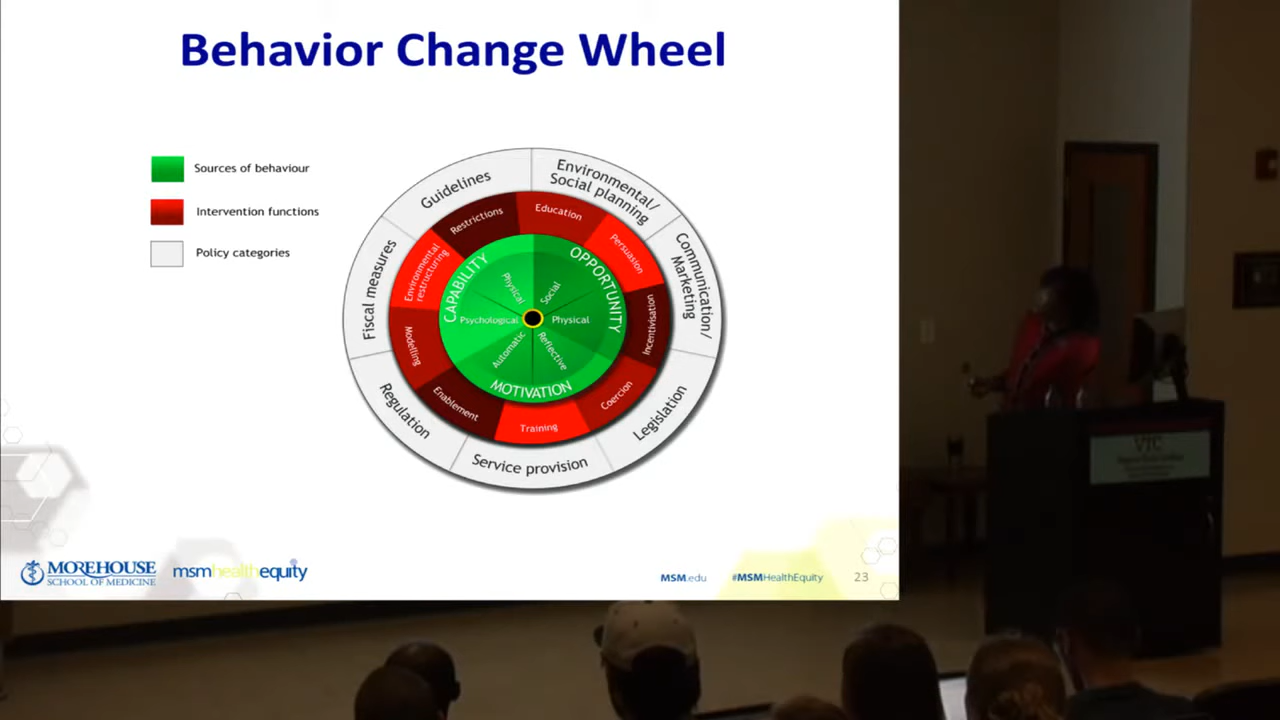 Behavior Change Wheel
Sources of behaviour
Intervention functions
Policy categories
Guidelines
Environmental/
Social planning
Communication/
Marketing
Legislation
Service provision
Regulation
Fiscal measures
Restrictions
Education
Persuasion
Incentivisation
Coercion
Training
Enablement
Modelling
Environmental
restructuring
CAPABILITY
Physical
Psychological
OPPORTUNITY
Social
Physical
MOTIVATION
Automatic
Reflective
MOREHOUSE
SCHOOL OF MEDICINE
msmhealthequity
MSM.edu
#MSMHealthEquity
23
VTC